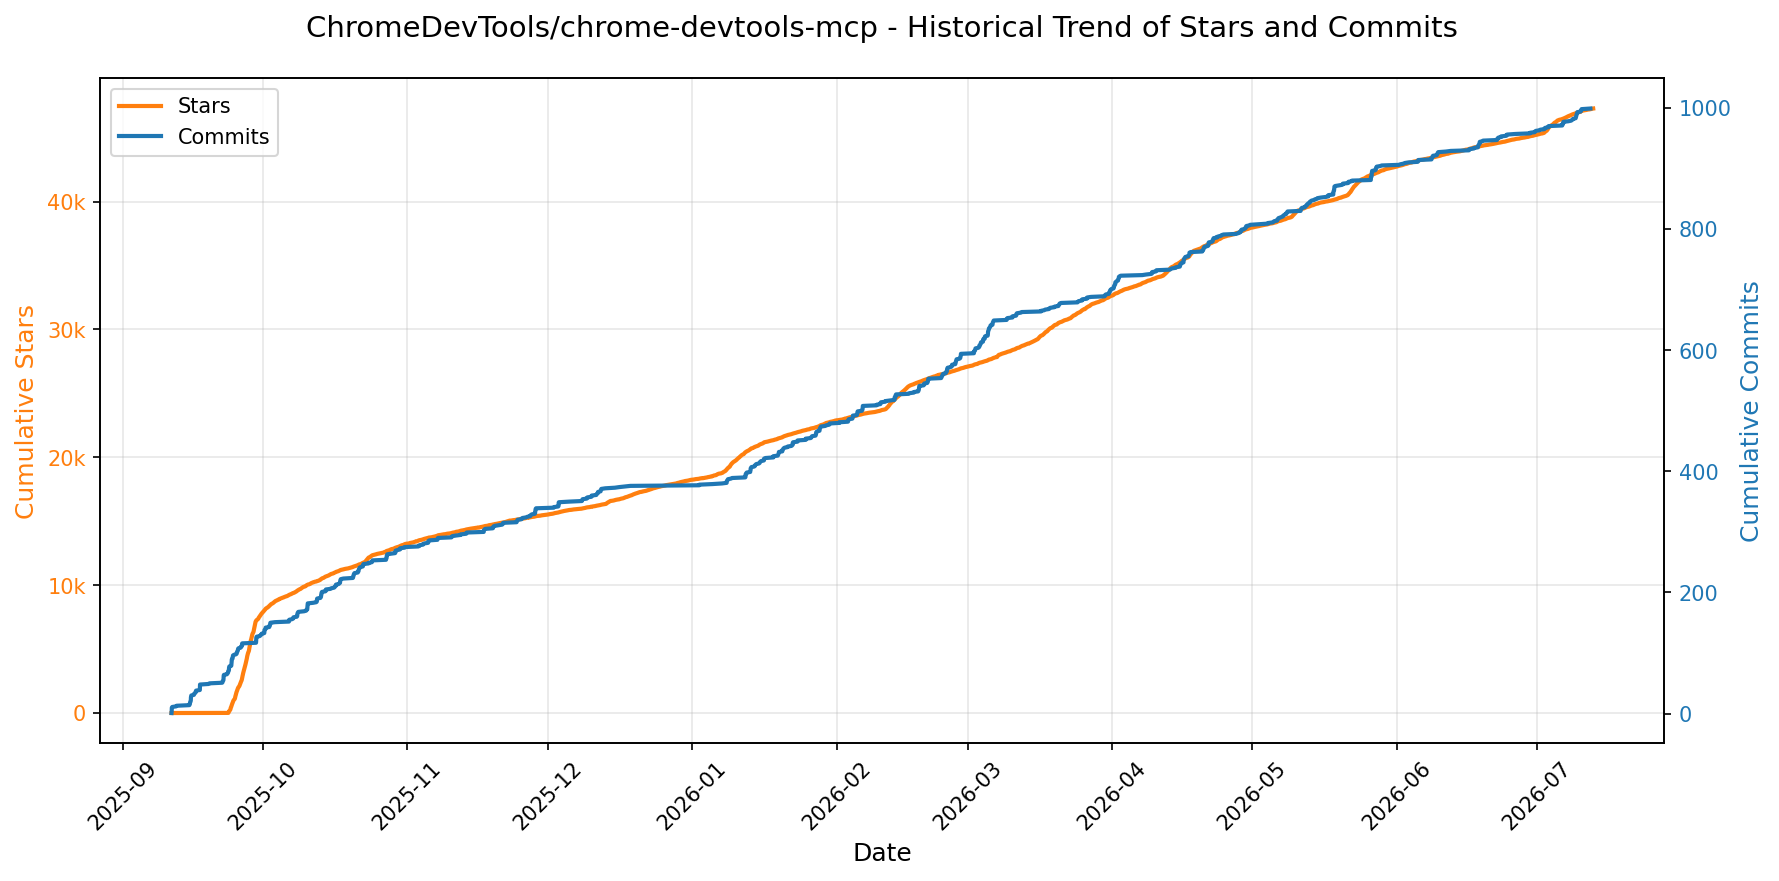 ChromeDevTools/chrome-devtools-mcp - Historical Trend of Stars and Commits
Stars
Commits
Cumulative Stars
40k
30k
20k
10k
0
Cumulative Commits
1000
800
600
400
200
0
2025-09
2025-10
2025-11
2025-12
2026-01
2026-02
2026-03
2026-04
2026-05
2026-06
2026-07
Date